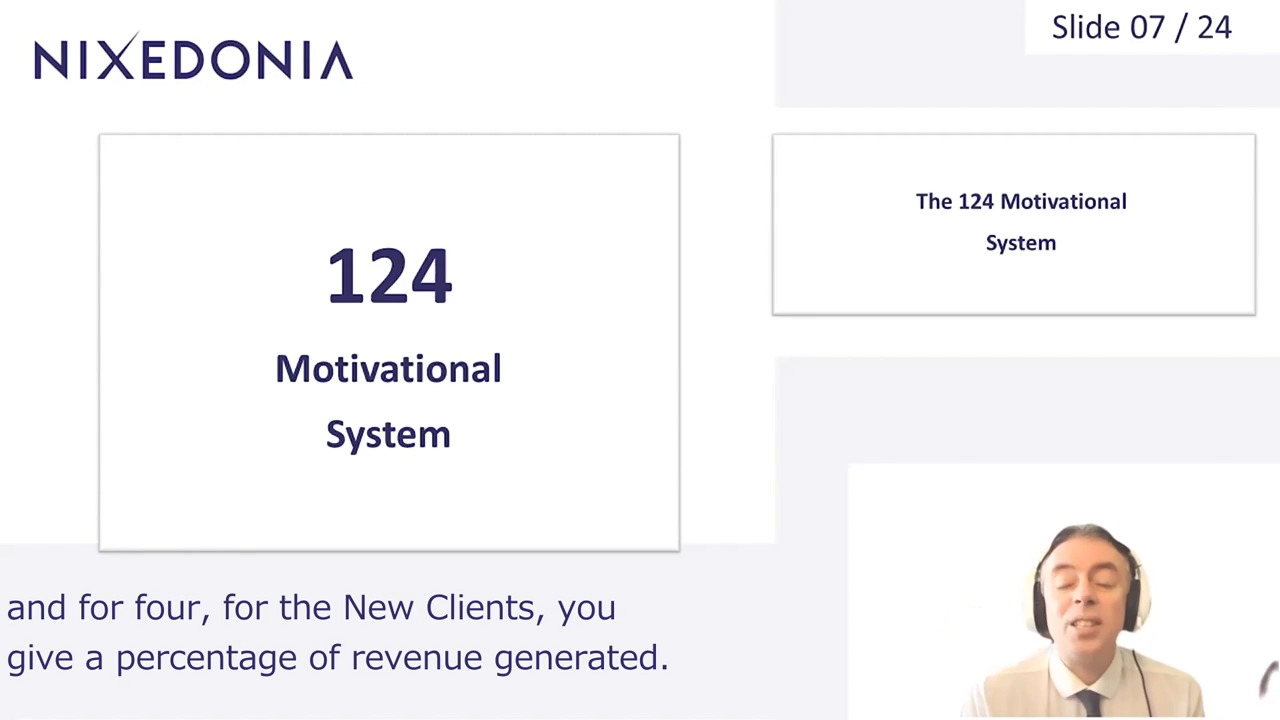 NIXEDONIA
Slide 07 / 24
124
Motivational
System
The 124 Motivational
System
and for four, for the New Clients, you
give a percentage of revenue generated.